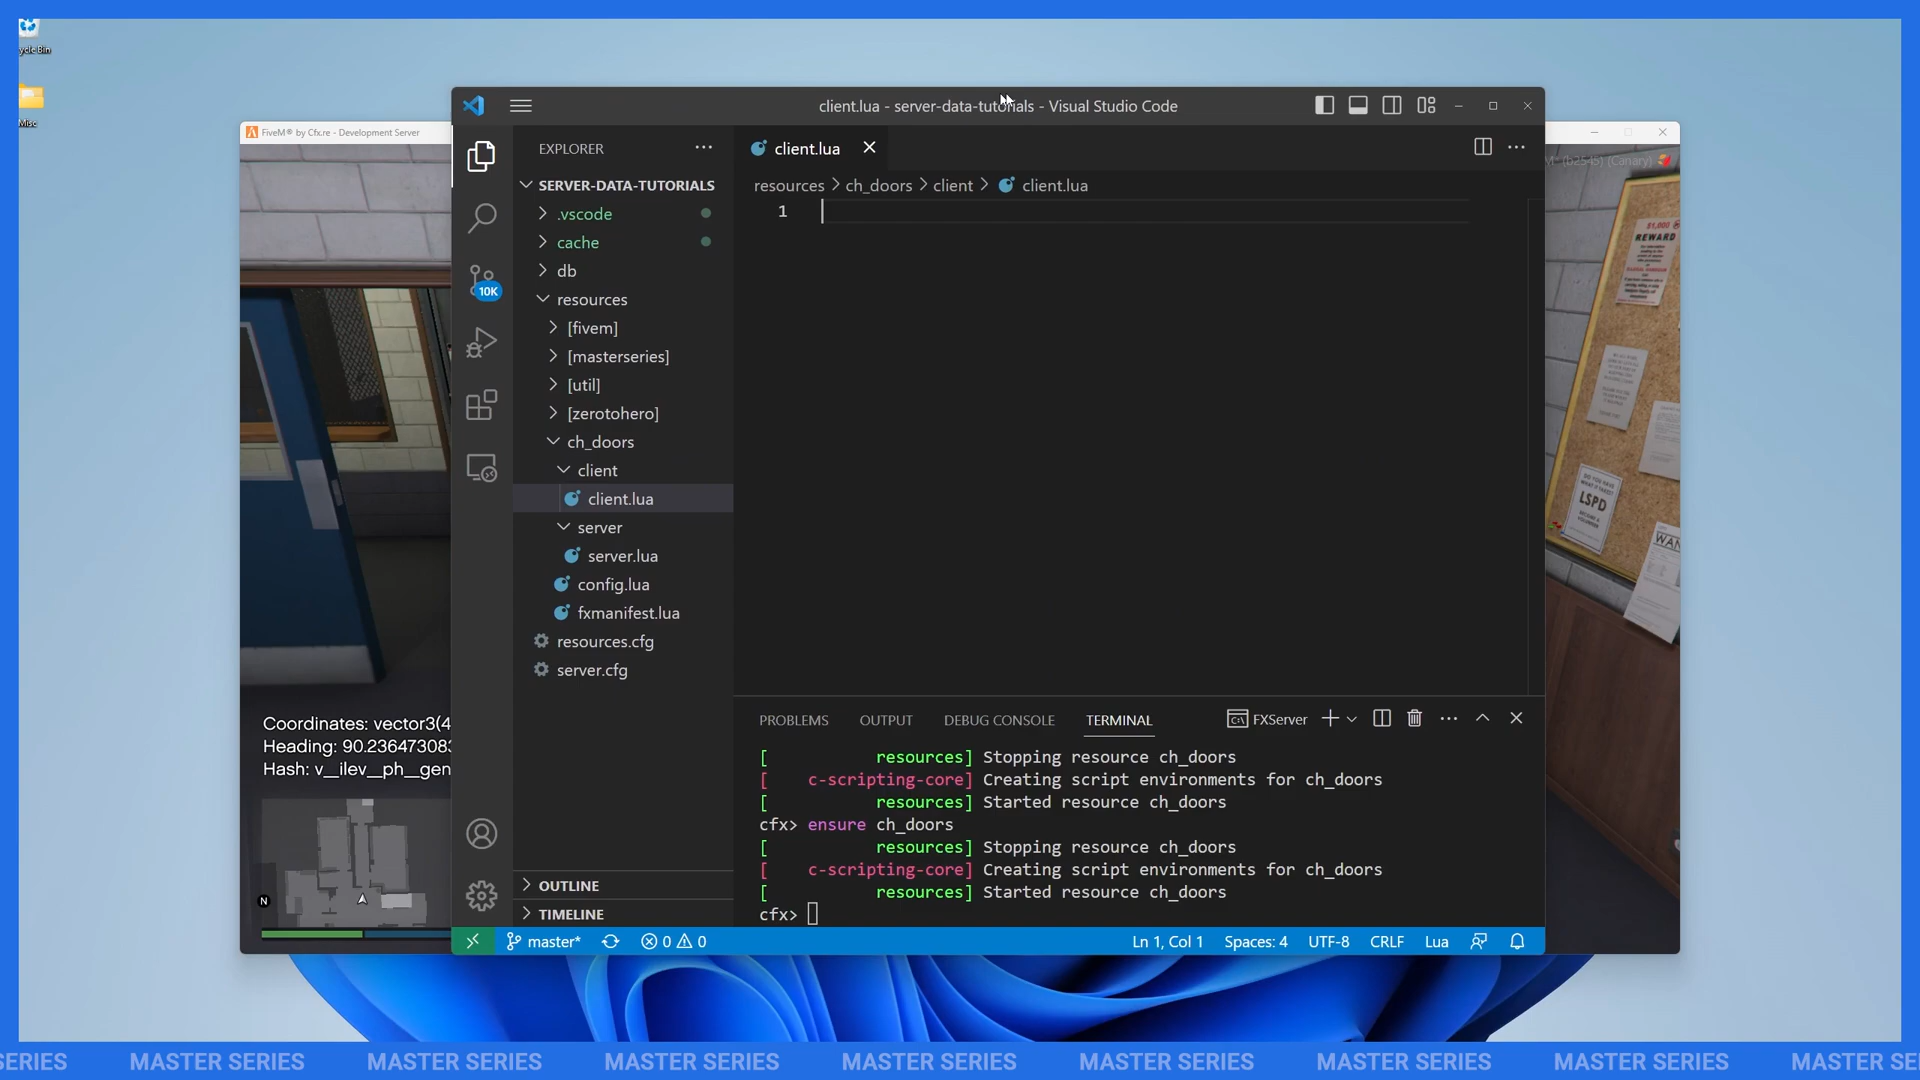 ycle Bin
Misc
FiveM® by Cfx.re - Development Server
client.lua - server-data-tutorials - Visual Studio Code
EXPLORER
client.lua
M° (b2545) (Canary)
SERVER-DATA-TUTORIALS
resources > ch_doors > client > client.lua
1
.vscode
cache
db
10K
resources
[fivem]
[masterseries]
[util]
[zerotohero]
ch_doors
client
client.lua
server
server.lua
config.lua
fxmanifest.lua
resources.cfg
server.cfg
OUTLINE
TIMELINE
$1,000
REWARD
LSPD
WAN
Coordinates: vector3(4
Heading: 90.236473083
Hash: v__ilev__ph__gen
N
PROBLEMS OUTPUT DEBUG CONSOLE TERMINAL FXServer
[ resources] Stopping resource ch_doors
[ c-scripting-core] Creating script environments for ch_doors
[ resources] Started resource ch_doors
cfx> ensure ch_doors
[ resources] Stopping resource ch_doors
[ c-scripting-core] Creating script environments for ch_doors
[ resources] Started resource ch_doors
cfx>
master* 0 0 Ln 1, Col 1 Spaces: 4 UTF-8 CRLF Lua
SERIES MASTER SERIES MASTER SERIES MASTER SERIES MASTER SERIES MASTER SERIES MASTER SERIES MASTER SERIES MASTER SE